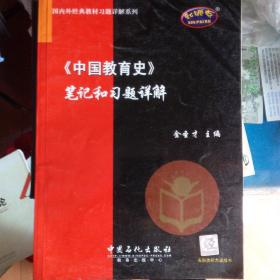 国内外经典教材习题详解系列
《中国教育史》
笔记和习题详解
金圣才 主编
中国石化出版社